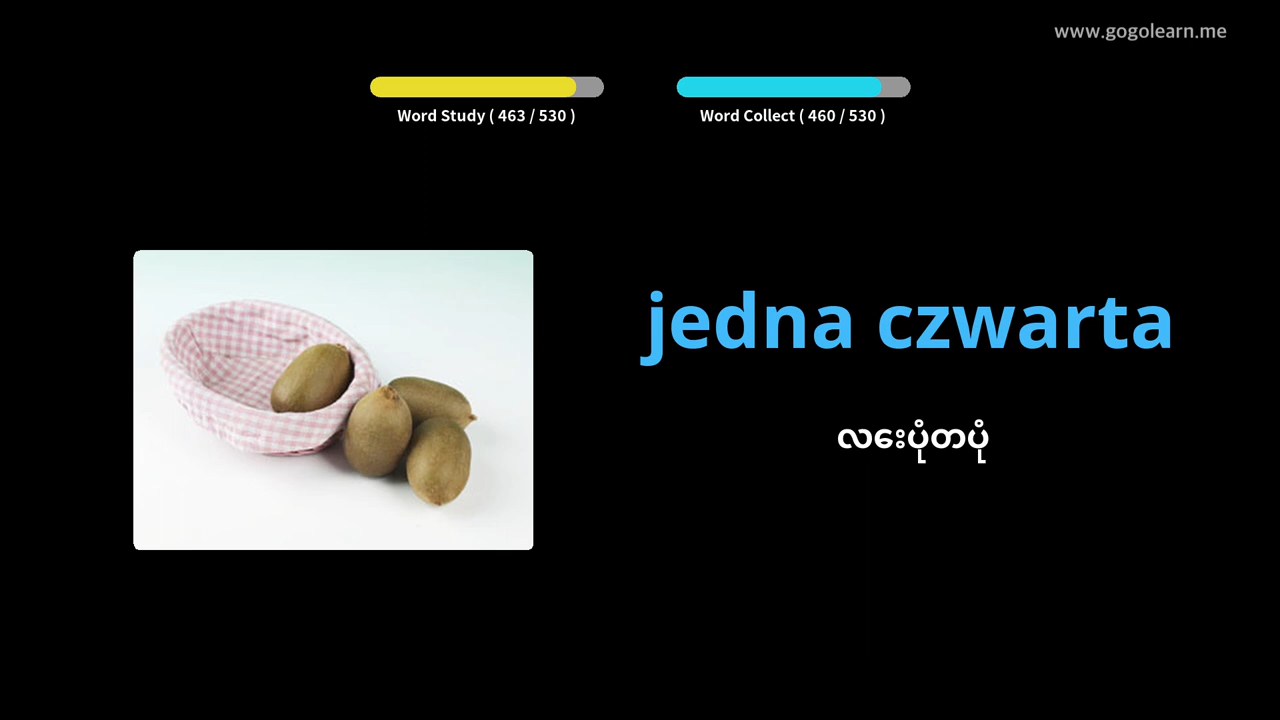 www.gogolearn.me
Word Study ( 463 / 530 )
Word Collect ( 460 / 530 )
jedna czwarta
လေးပုံတပုံ